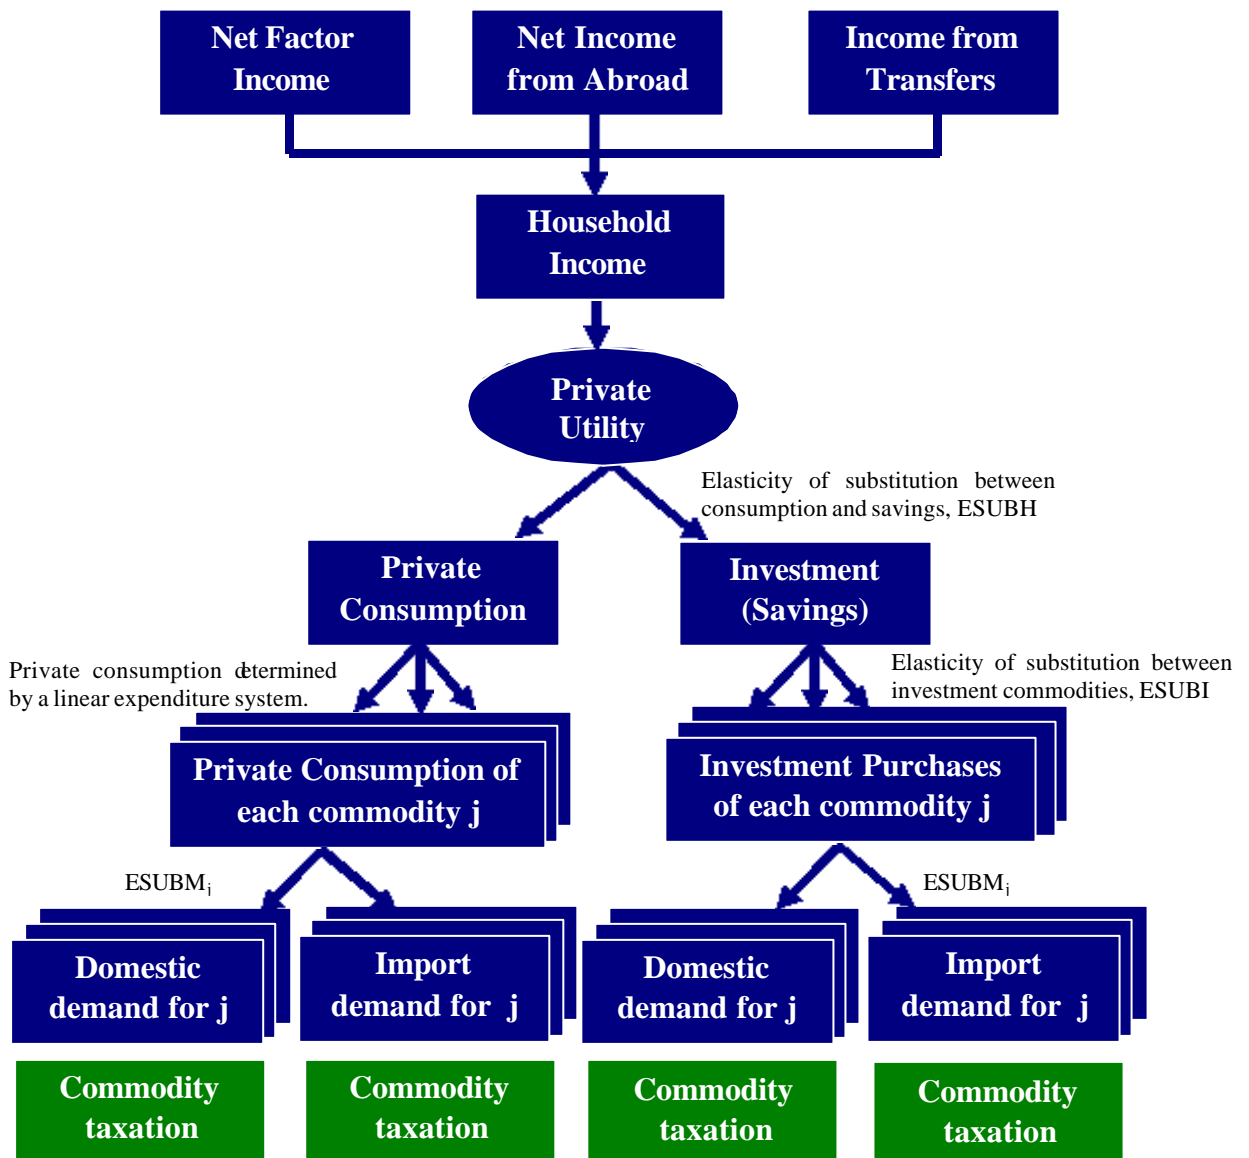 Net Factor
Income
Net Income
from Abroad
Income from
Transfers
Household
Income
Private
Utility
Elasticity of substitution between
consumption and savings, ESUBH
Private
Consumption
Investment
(Savings)
Private consumption determined
by a linear expenditure system.
Elasticity of substitution between
investment commodities, ESUBI
Private Consumption of
each commodity j
Investment Purchases
of each commodity j
ESUBMj
ESUBMj
Domestic
demand for j
Import
demand for j
Domestic
demand for j
Import
demand for j
Commodity
taxation
Commodity
taxation
Commodity
taxation
Commodity
taxation